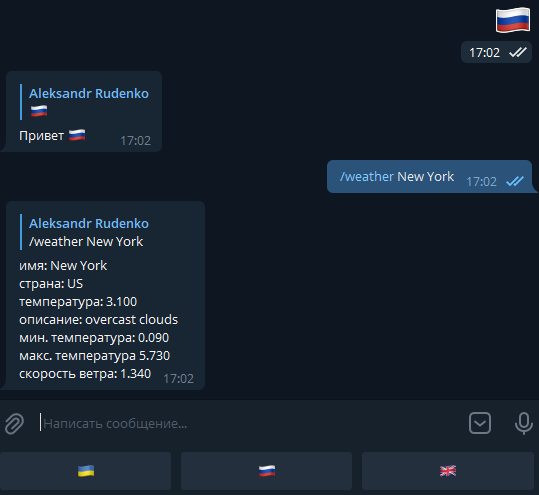 🇷🇺
17:02
Aleksandr Rudenko
🇷🇺
Привет 🇷🇺
17:02
/weather New York 17:02
Aleksandr Rudenko
/weather New York
имя: New York
страна: US
температура: 3.100
описание: overcast clouds
мин. температура: 0.090
макс. температура 5.730
скорость ветра: 1.340 17:02
Написать сообщение...
🇺🇦 🇷🇺 🇬🇧